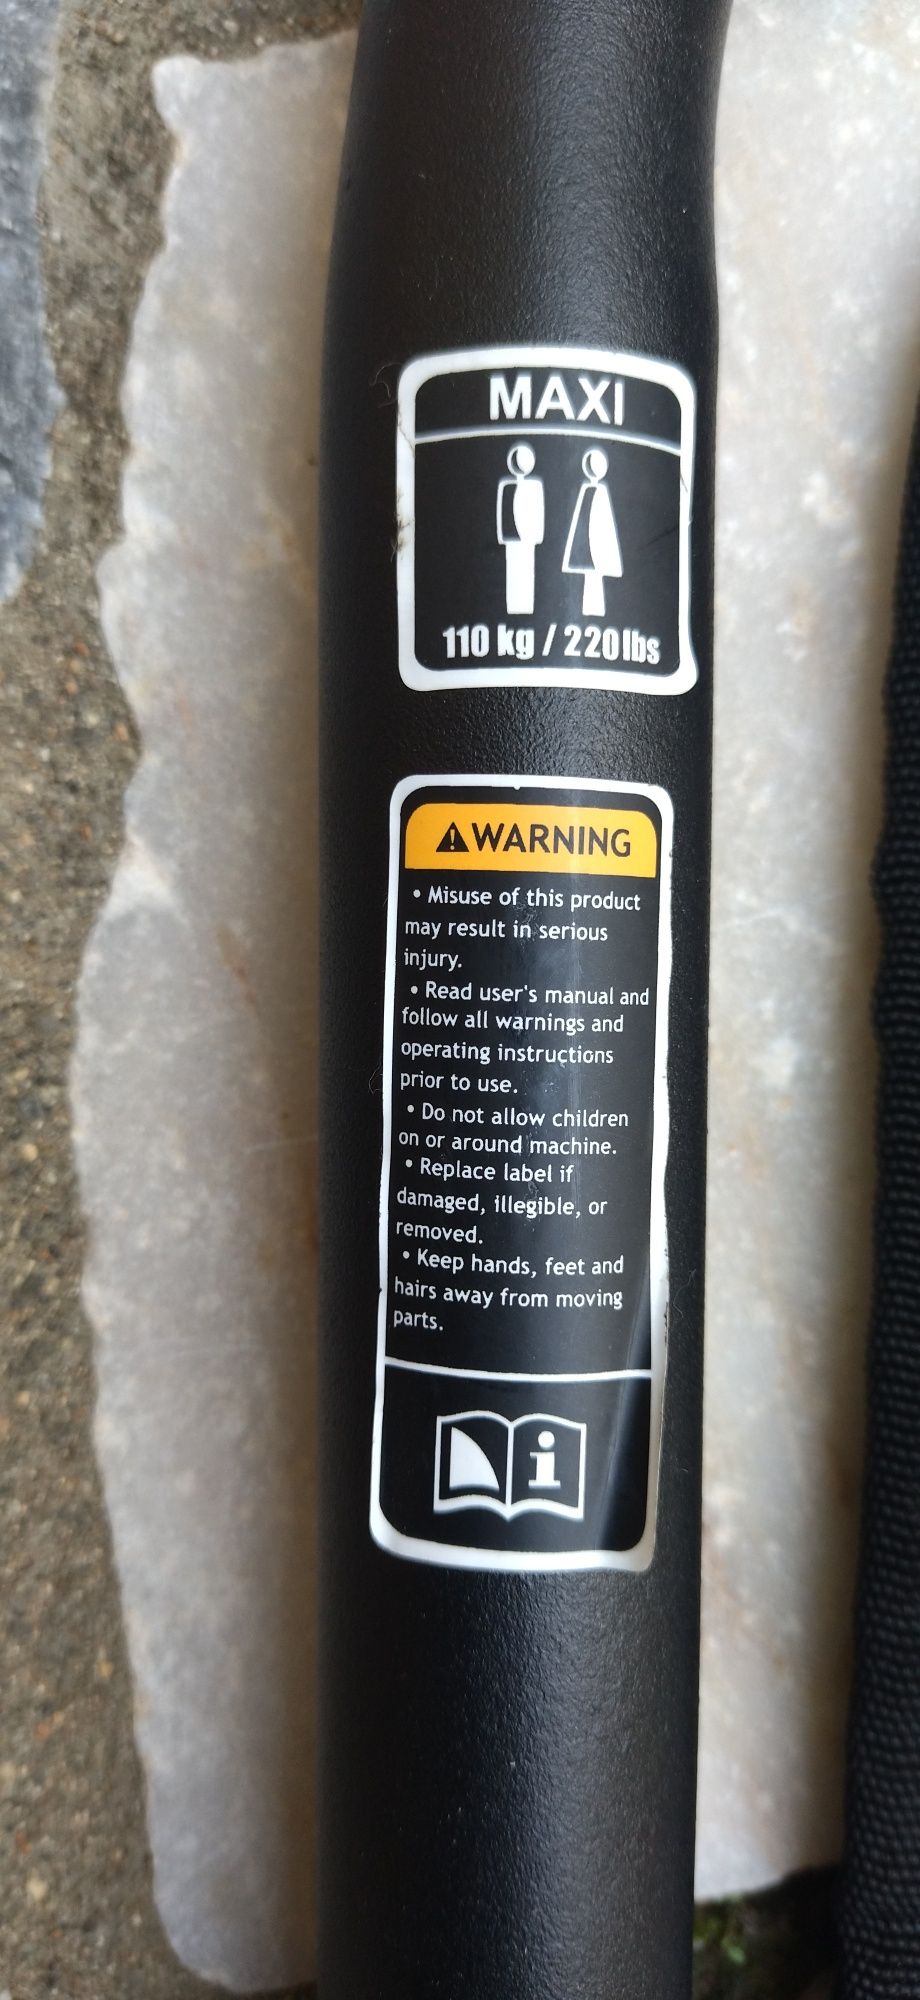 MAXI
110 kg / 220 lbs
WARNING
• Misuse of this product
may result in serious
injury.
• Read user's manual and
follow all warnings and
operating instructions
prior to use.
• Do not allow children
on or around machine.
• Replace label if
damaged, illegible, or
removed.
• Keep hands, feet and
hairs away from moving
parts.
i